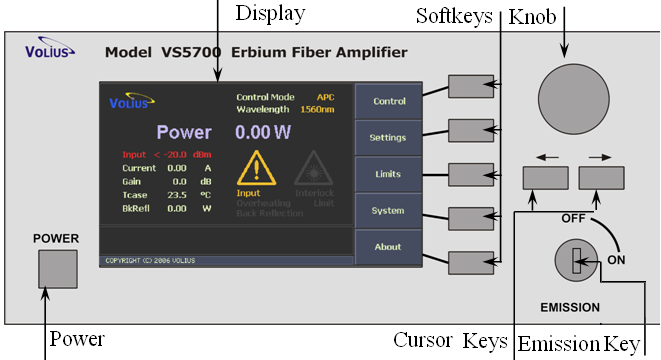 Display
Softkeys
Knob
VOLIUS
Model VS5700 Erbium Fiber Amplifier
VOLIUS
Control Mode APC
Wavelength 1560nm
Power 0.00 W
Input < -20.0 dBm
Current 0.00 A
Gain 0.0 dB
Tcase 23.5 ºC
BkRefl 0.00 W
Input
Interlock
Overheating
Limit
Back Reflection
COPYRIGHT (C) 2006 VOLIUS
Control
Settings
Limits
System
About
POWER
OFF
ON
EMISSION
Power
Cursor Keys
Emission Key